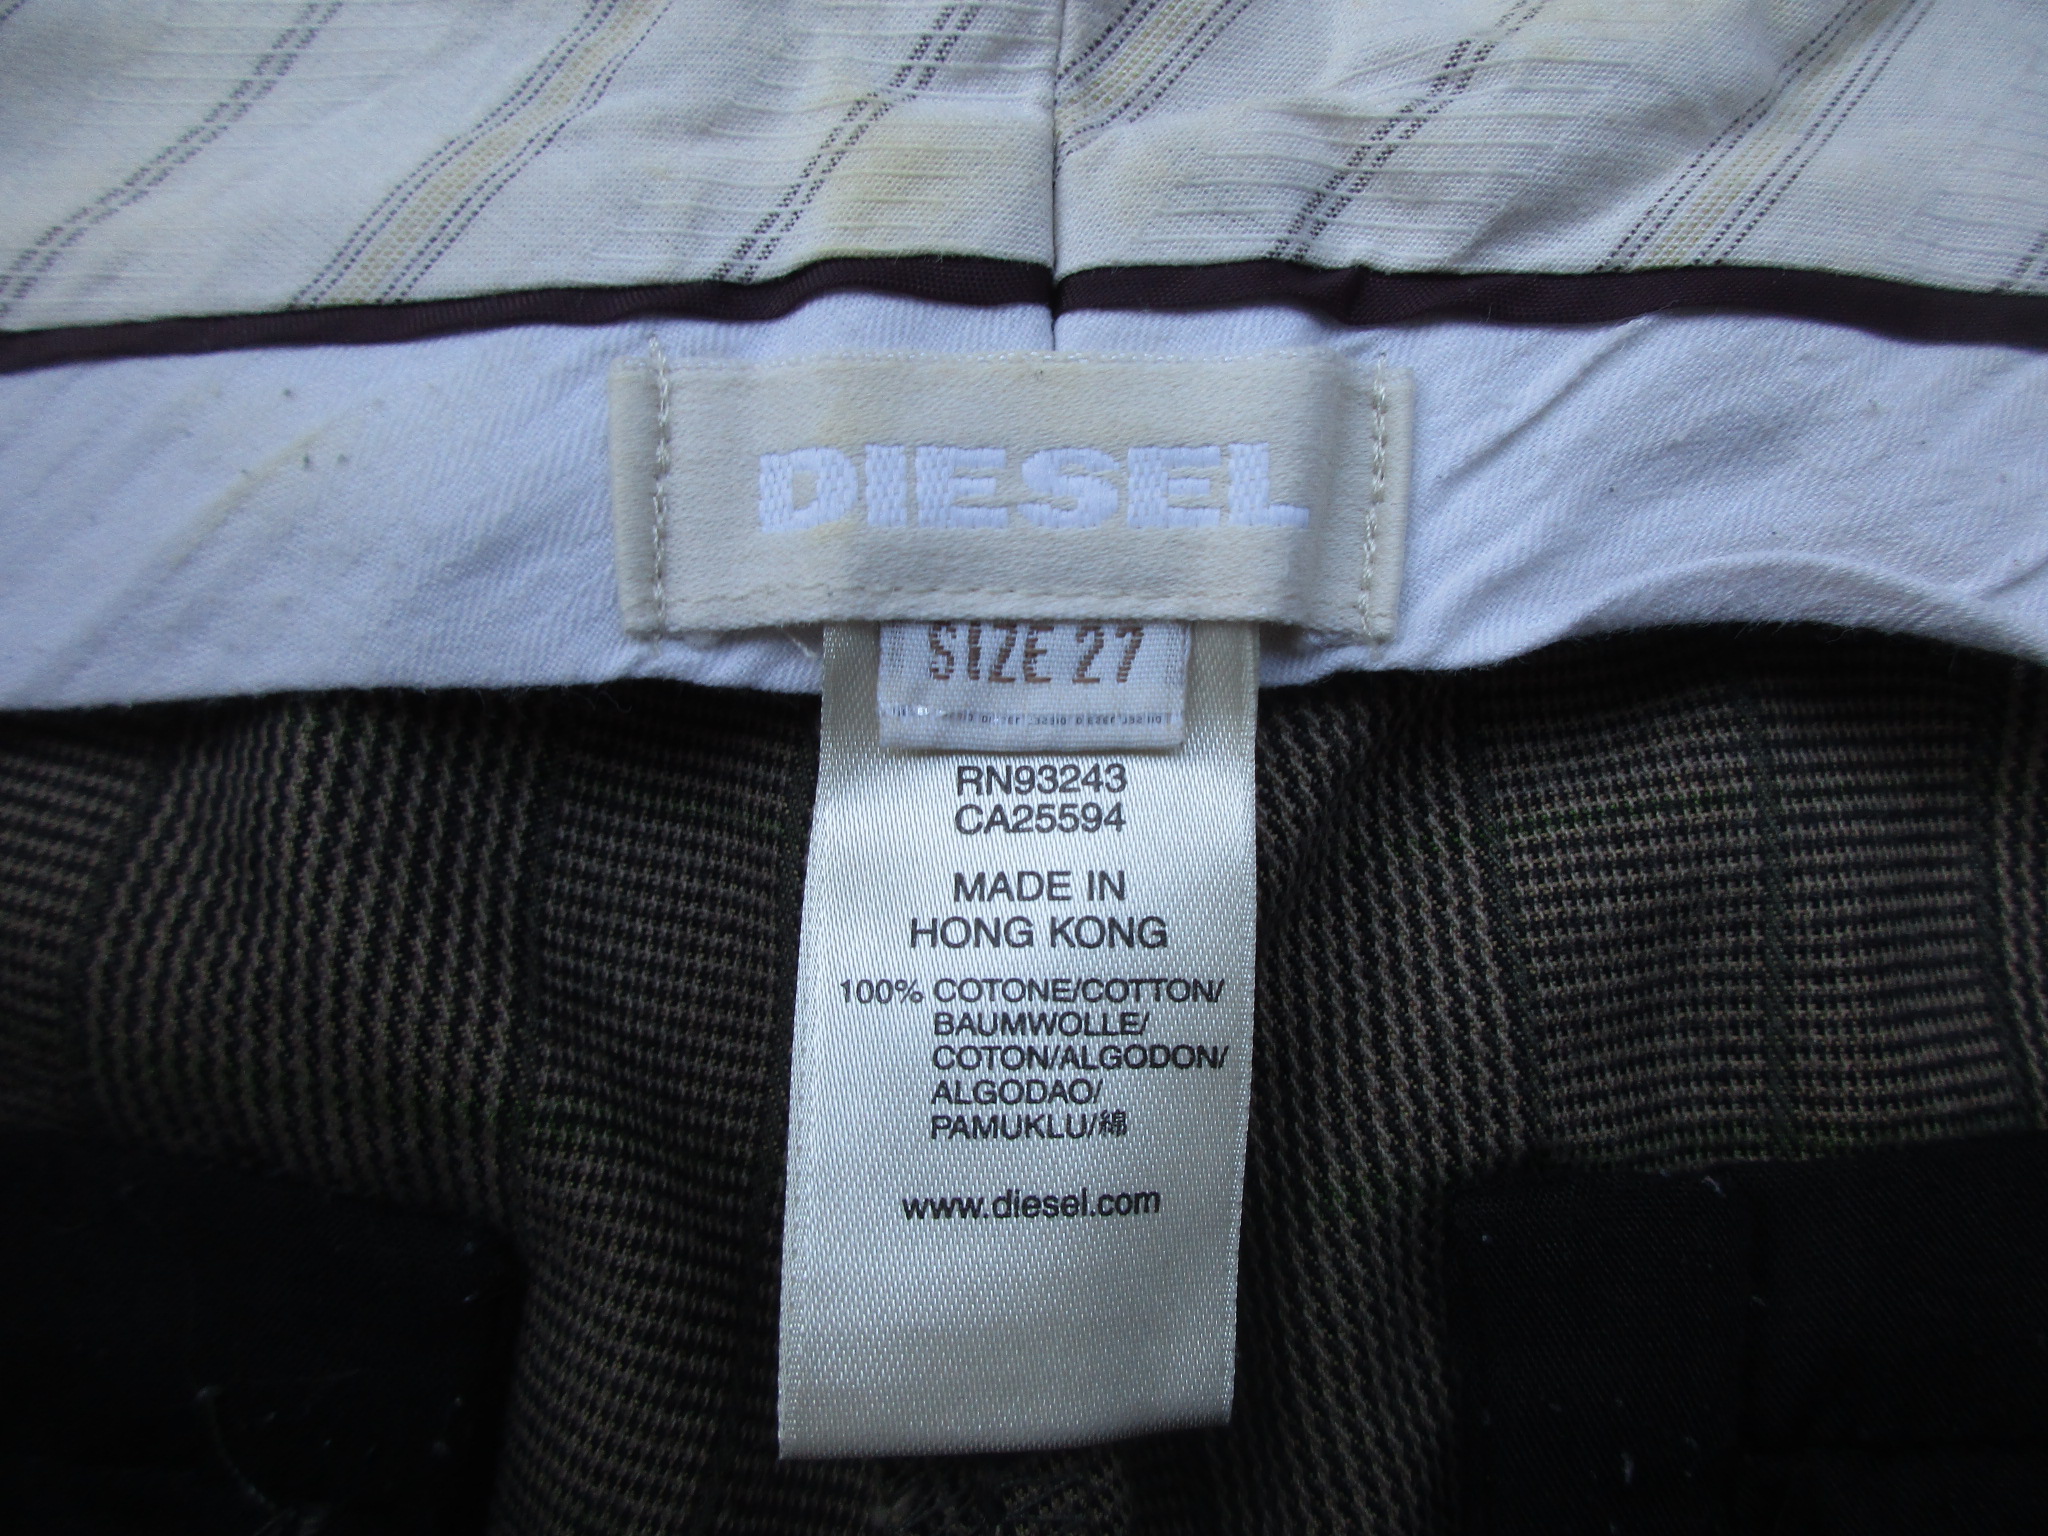 DIESEL
SIZE 27
RN93243
CA25594
MADE IN
HONG KONG
100% COTONE/COTTON/
BAUMWOLLE/
COTON/ALGODON/
ALGODAO/
PAMUKLU/綿
www.diesel.com